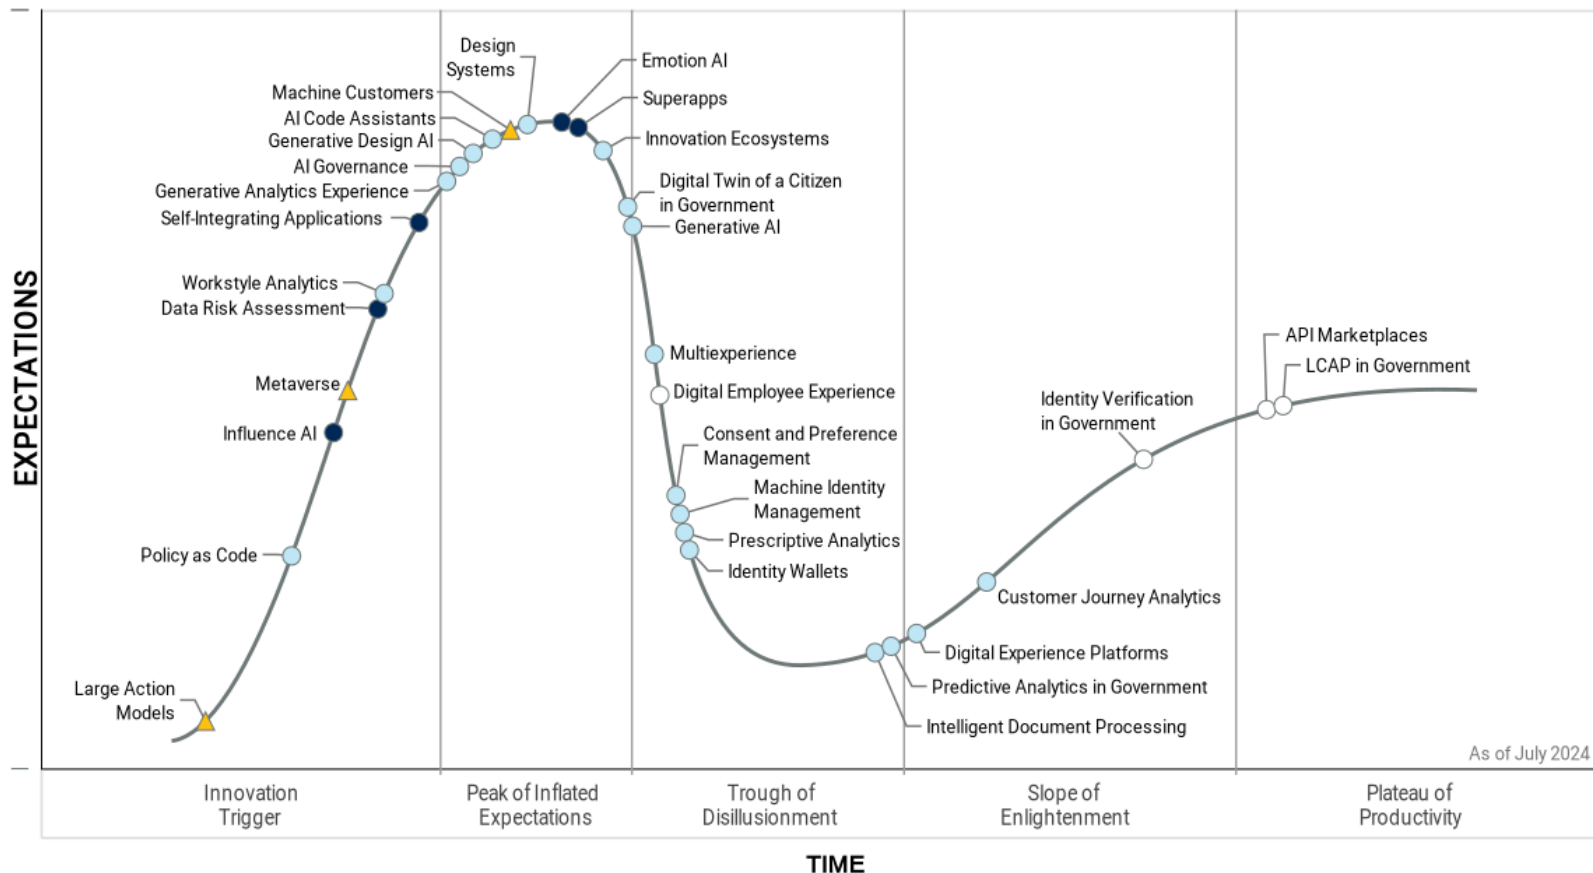 Design
Systems
Emotion AI
Machine Customers
Superapps
AI Code Assistants
Generative Design AI
Innovation Ecosystems
AI Governance
Generative Analytics Experience
Digital Twin of a Citizen
in Government
Self-Integrating Applications
Generative AI
Workstyle Analytics
Data Risk Assessment
API Marketplaces
Multiexperience
LCAP in Government
Metaverse
Digital Employee Experience
Identity Verification
in Government
Influence AI
Consent and Preference
Management
EXPECTATIONS
Machine Identity
Management
Prescriptive Analytics
Policy as Code
Identity Wallets
Customer Journey Analytics
Digital Experience Platforms
Large Action
Models
Predictive Analytics in Government
Intelligent Document Processing
As of July 2024
Innovation
Trigger
Peak of Inflated
Expectations
Trough of
Disillusionment
Slope of
Enlightenment
Plateau of
Productivity
TIME